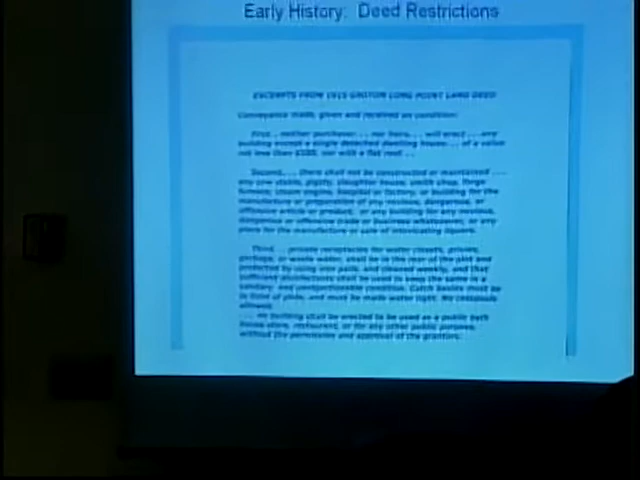 Early History: Deed Restrictions
EXCERPTS FROM 1915 GROTON LONG POINT LAND DEED
Conveyance made, given and received on condition:
First... neither purchaser... nor heirs... will erect... any
building except a single detached dwelling house... of a value
not less than $500. nor with a flat roof...
Second,... there shall not be constructed or maintained...
any cow stable, pigsty, slaughter house, smith shop, forge
furnace, steam engine, hospital or factory, or building for the
manufacture or preparation of any noxious, dangerous, or
offensive article or product, or any building for any noxious,
dangerous or offensive trade or business whatsoever, or any
place for the manufacture or sale of intoxicating liquors.
Third... private receptacles for water closets, privies,
garbage, or waste water, shall be in the rear of the plot and
protected by using iron pails, and cleaned weekly, and that
sufficient disinfectants shall be used to keep the same in a
sanitary and unobjectionable condition. Catch basins must be
in front of plots, and must be made water tight. No cesspools
allowed.
... no building shall be erected to be used as a public bath
house store, restaurant, or for any other public purpose,
without the permission and approval of the grantors.